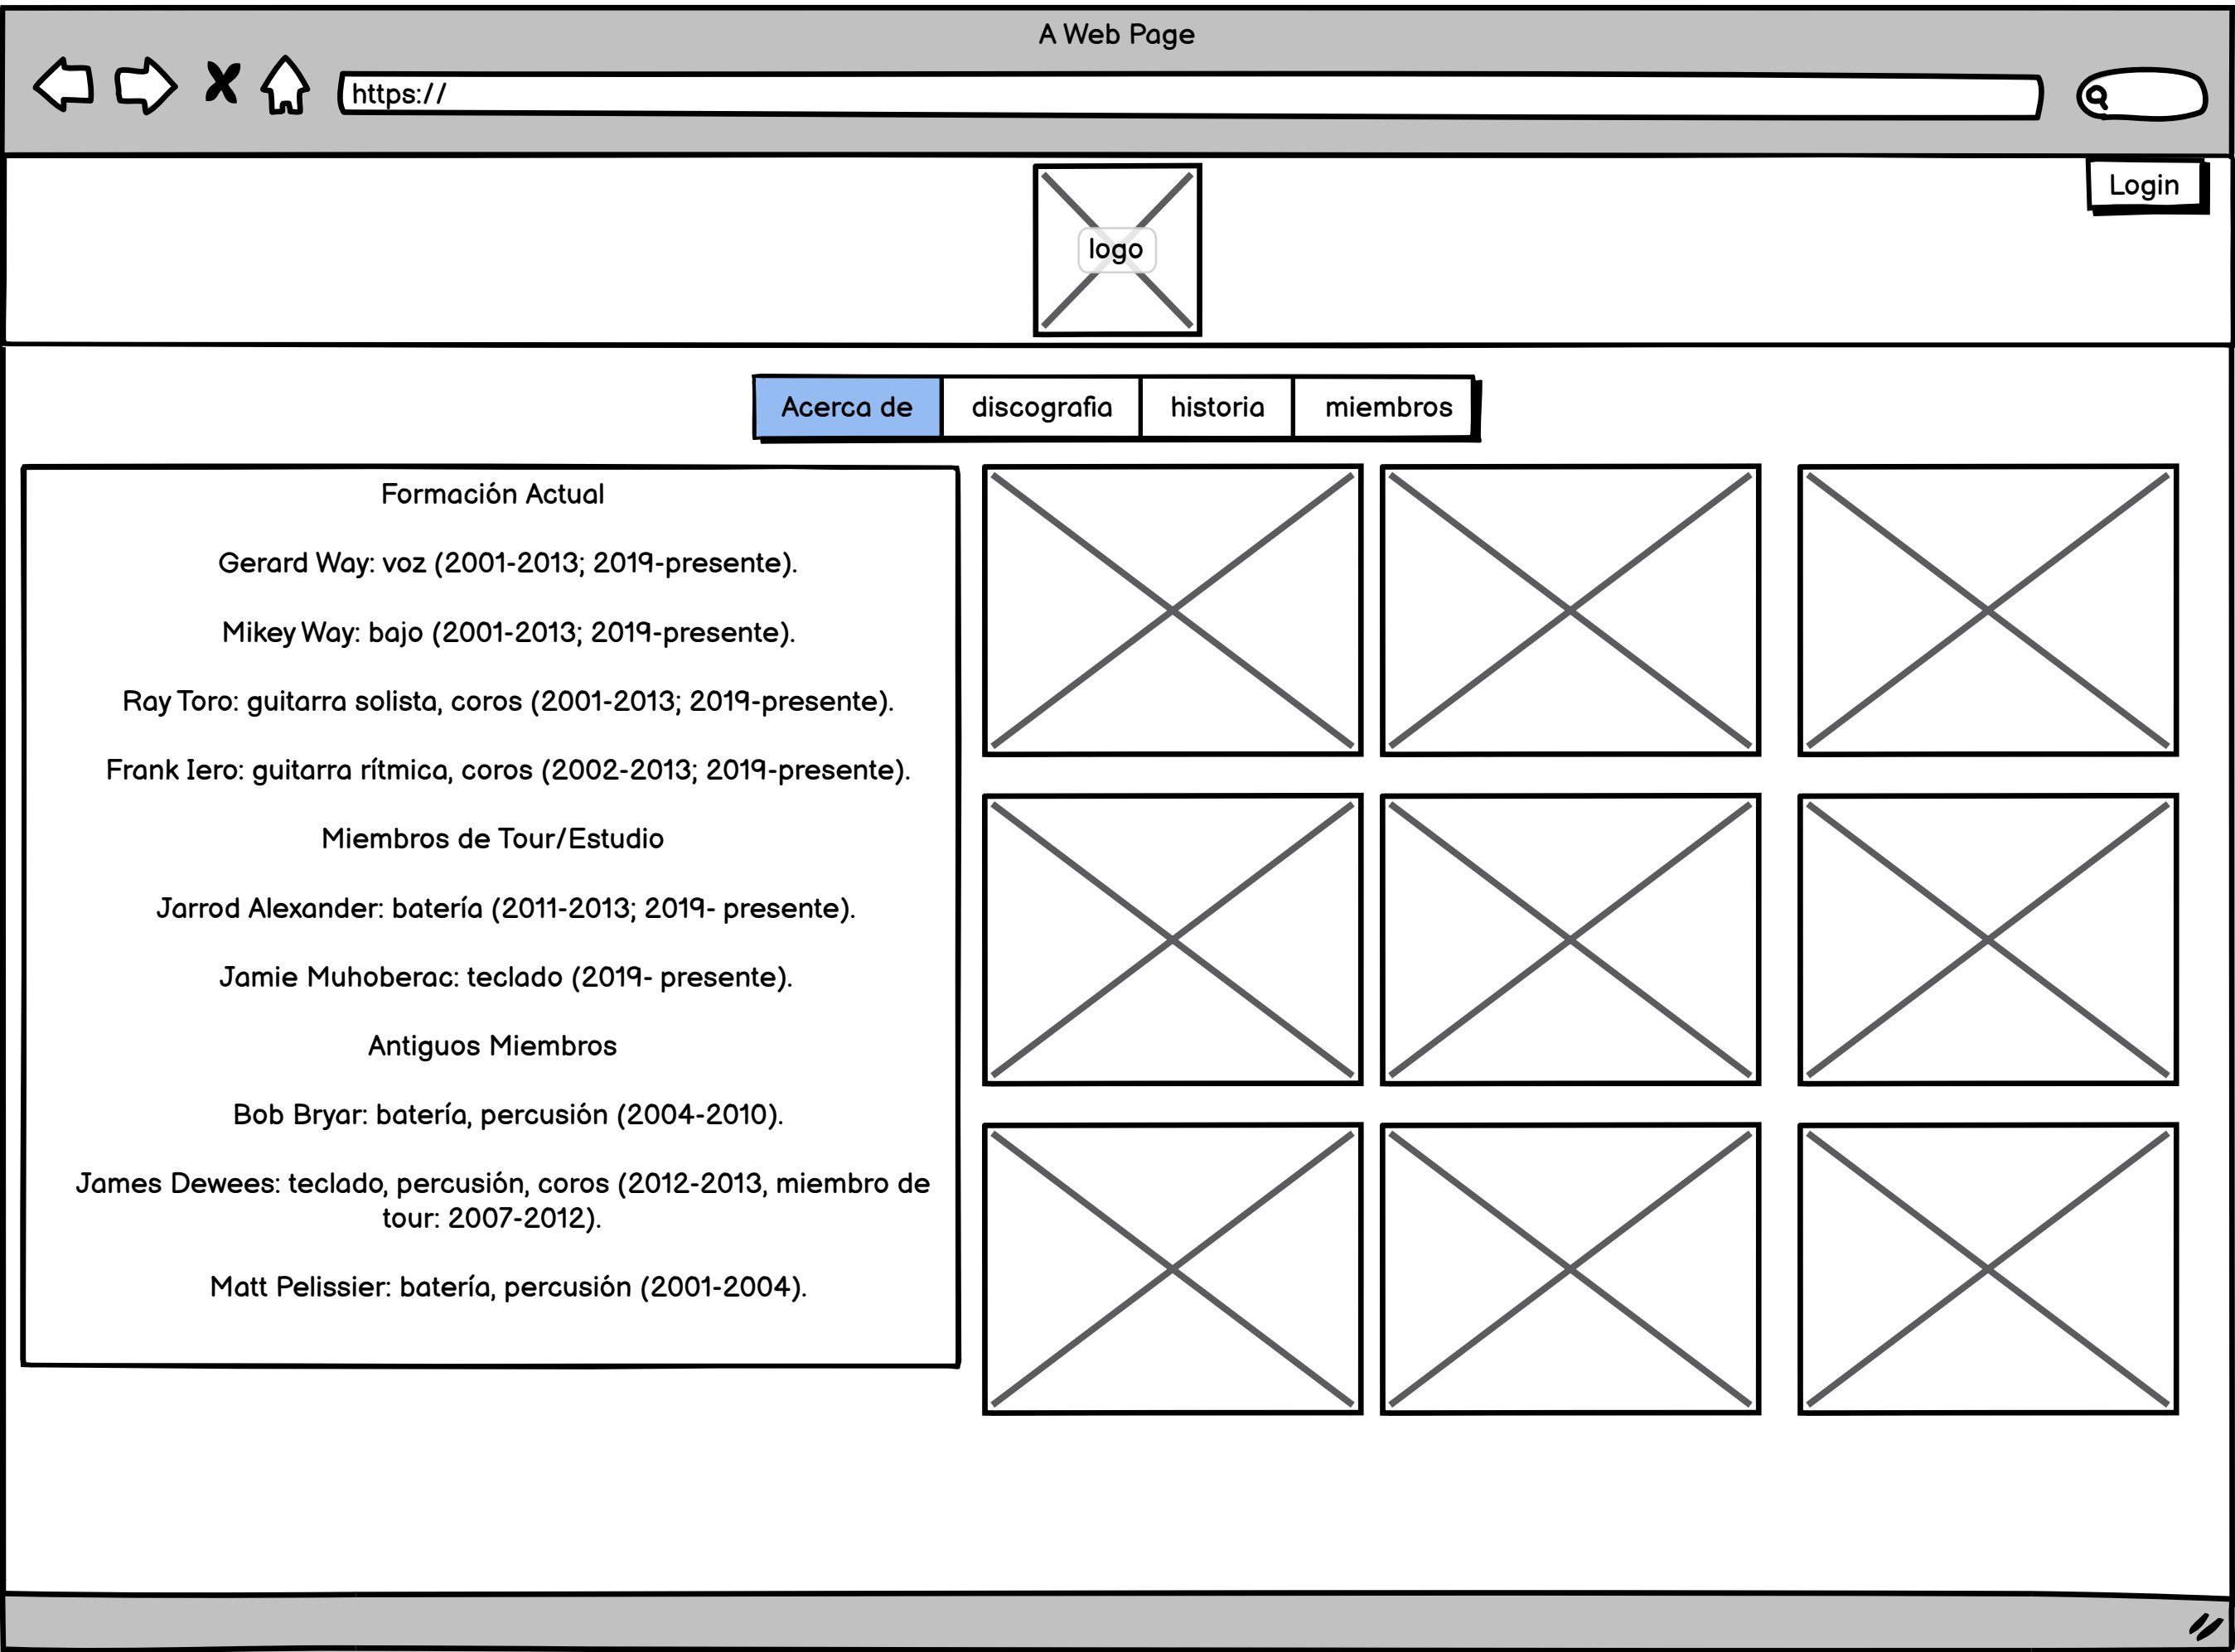 A Web Page
https://
Login
logo
Acerca de
discografia
historia
miembros
Formación Actual
Gerard Way: voz (2001-2013; 2019-presente).
Mikey Way: bajo (2001-2013; 2019-presente).
Ray Toro: guitarra solista, coros (2001-2013; 2019-presente).
Frank Iero: guitarra rítmica, coros (2002-2013; 2019-presente).
Miembros de Tour/Estudio
Jarrod Alexander: batería (2011-2013; 2019- presente).
Jamie Muhoberac: teclado (2019- presente).
Antiguos Miembros
Bob Bryar: batería, percusión (2004-2010).
James Dewees: teclado, percusión, coros (2012-2013, miembro de
tour: 2007-2012).
Matt Pelissier: batería, percusión (2001-2004).